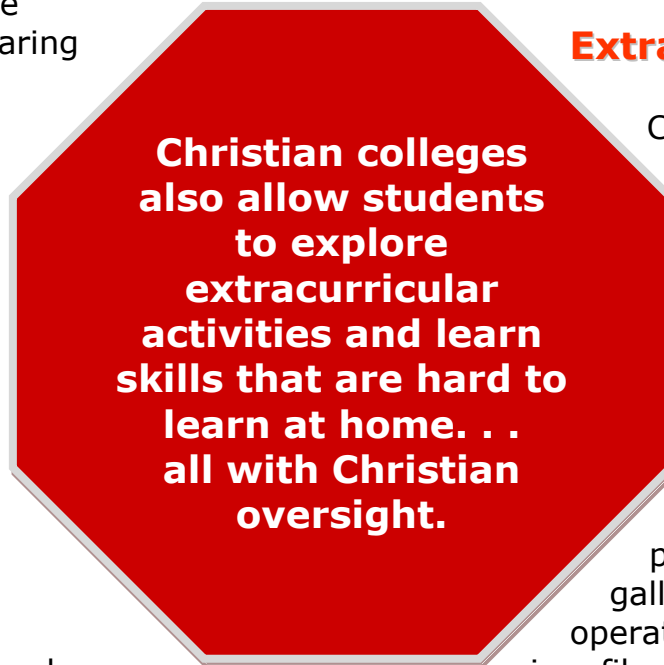 aring
Christian colleges
also allow students
to explore
extracurricular
activities and learn
skills that are hard to
learn at home. . .
all with Christian
oversight.
Extra
C
p
gall
operat